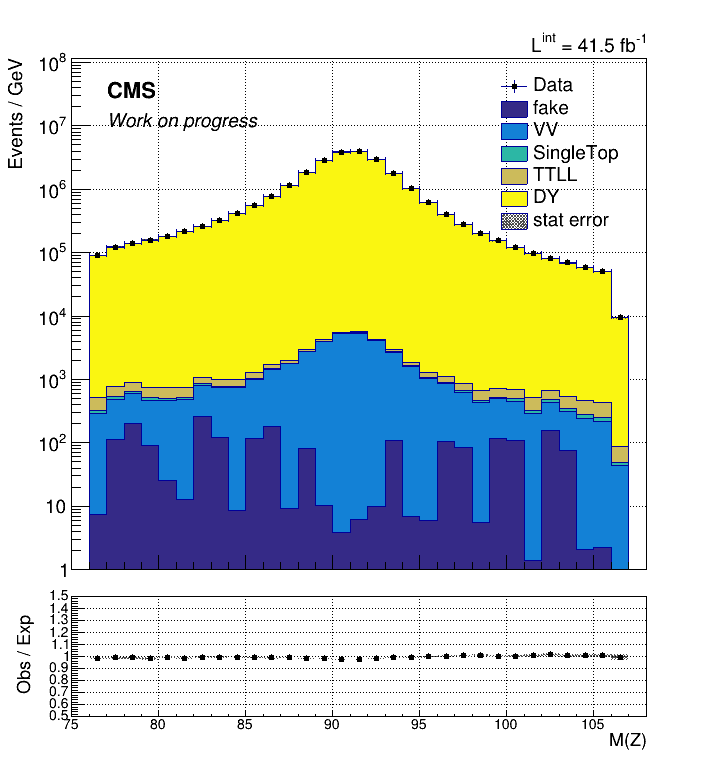 L^int = 41.5 fb^-1
Events / GeV
10^8
10^7
10^6
10^5
10^4
10^3
10^2
10
1
CMS
Work on progress
Data
fake
VV
SingleTop
TTLL
DY
stat error
Obs / Exp
1.5
1.4
1.3
1.2
1.1
1
0.9
0.8
0.7
0.6
0.5
75 80 85 90 95 100 105
M(Z)